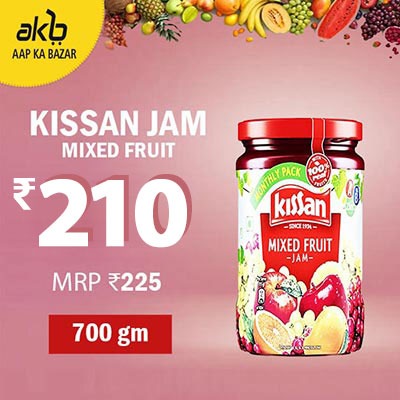 akb
AAP KA BAZAR
KISSAN JAM
MIXED FRUIT
₹210
MRP ₹225
700 gm
MONTHLY PACK
100%
Kissan
SINCE 1934
MIXED FRUIT
-JAM-